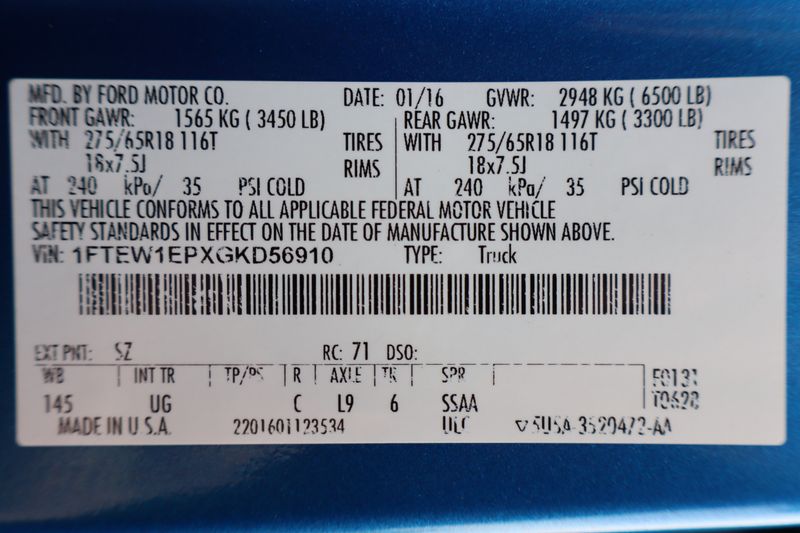 MFD. BY FORD MOTOR CO. DATE: 01/16 GVWR: 2948 KG ( 6500 LB)
FRONT GAWR: 1565 KG ( 3450 LB) REAR GAWR: 1497 KG ( 3300 LB)
WITH 275/65R18 116T TIRES WITH 275/65R18 116T TIRES
18x7.5J RIMS 18x7.5J RIMS
AT 240 kPa/ 35 PSI COLD AT 240 kPa/ 35 PSI COLD
THIS VEHICLE CONFORMS TO ALL APPLICABLE FEDERAL MOTOR VEHICLE
SAFETY STANDARDS IN EFFECT ON THE DATE OF MANUFACTURE SHOWN ABOVE.
VIN: 1FTEW1EPXGKD56910 TYPE: Truck
EXT PNT: SZ RC: 71 DSO:
WB INT TR TP/PS R AXLE TR SPR F0131
145 UG C L9 6 SSAA T0628
MADE IN U.S.A. 2201601123534 ULC